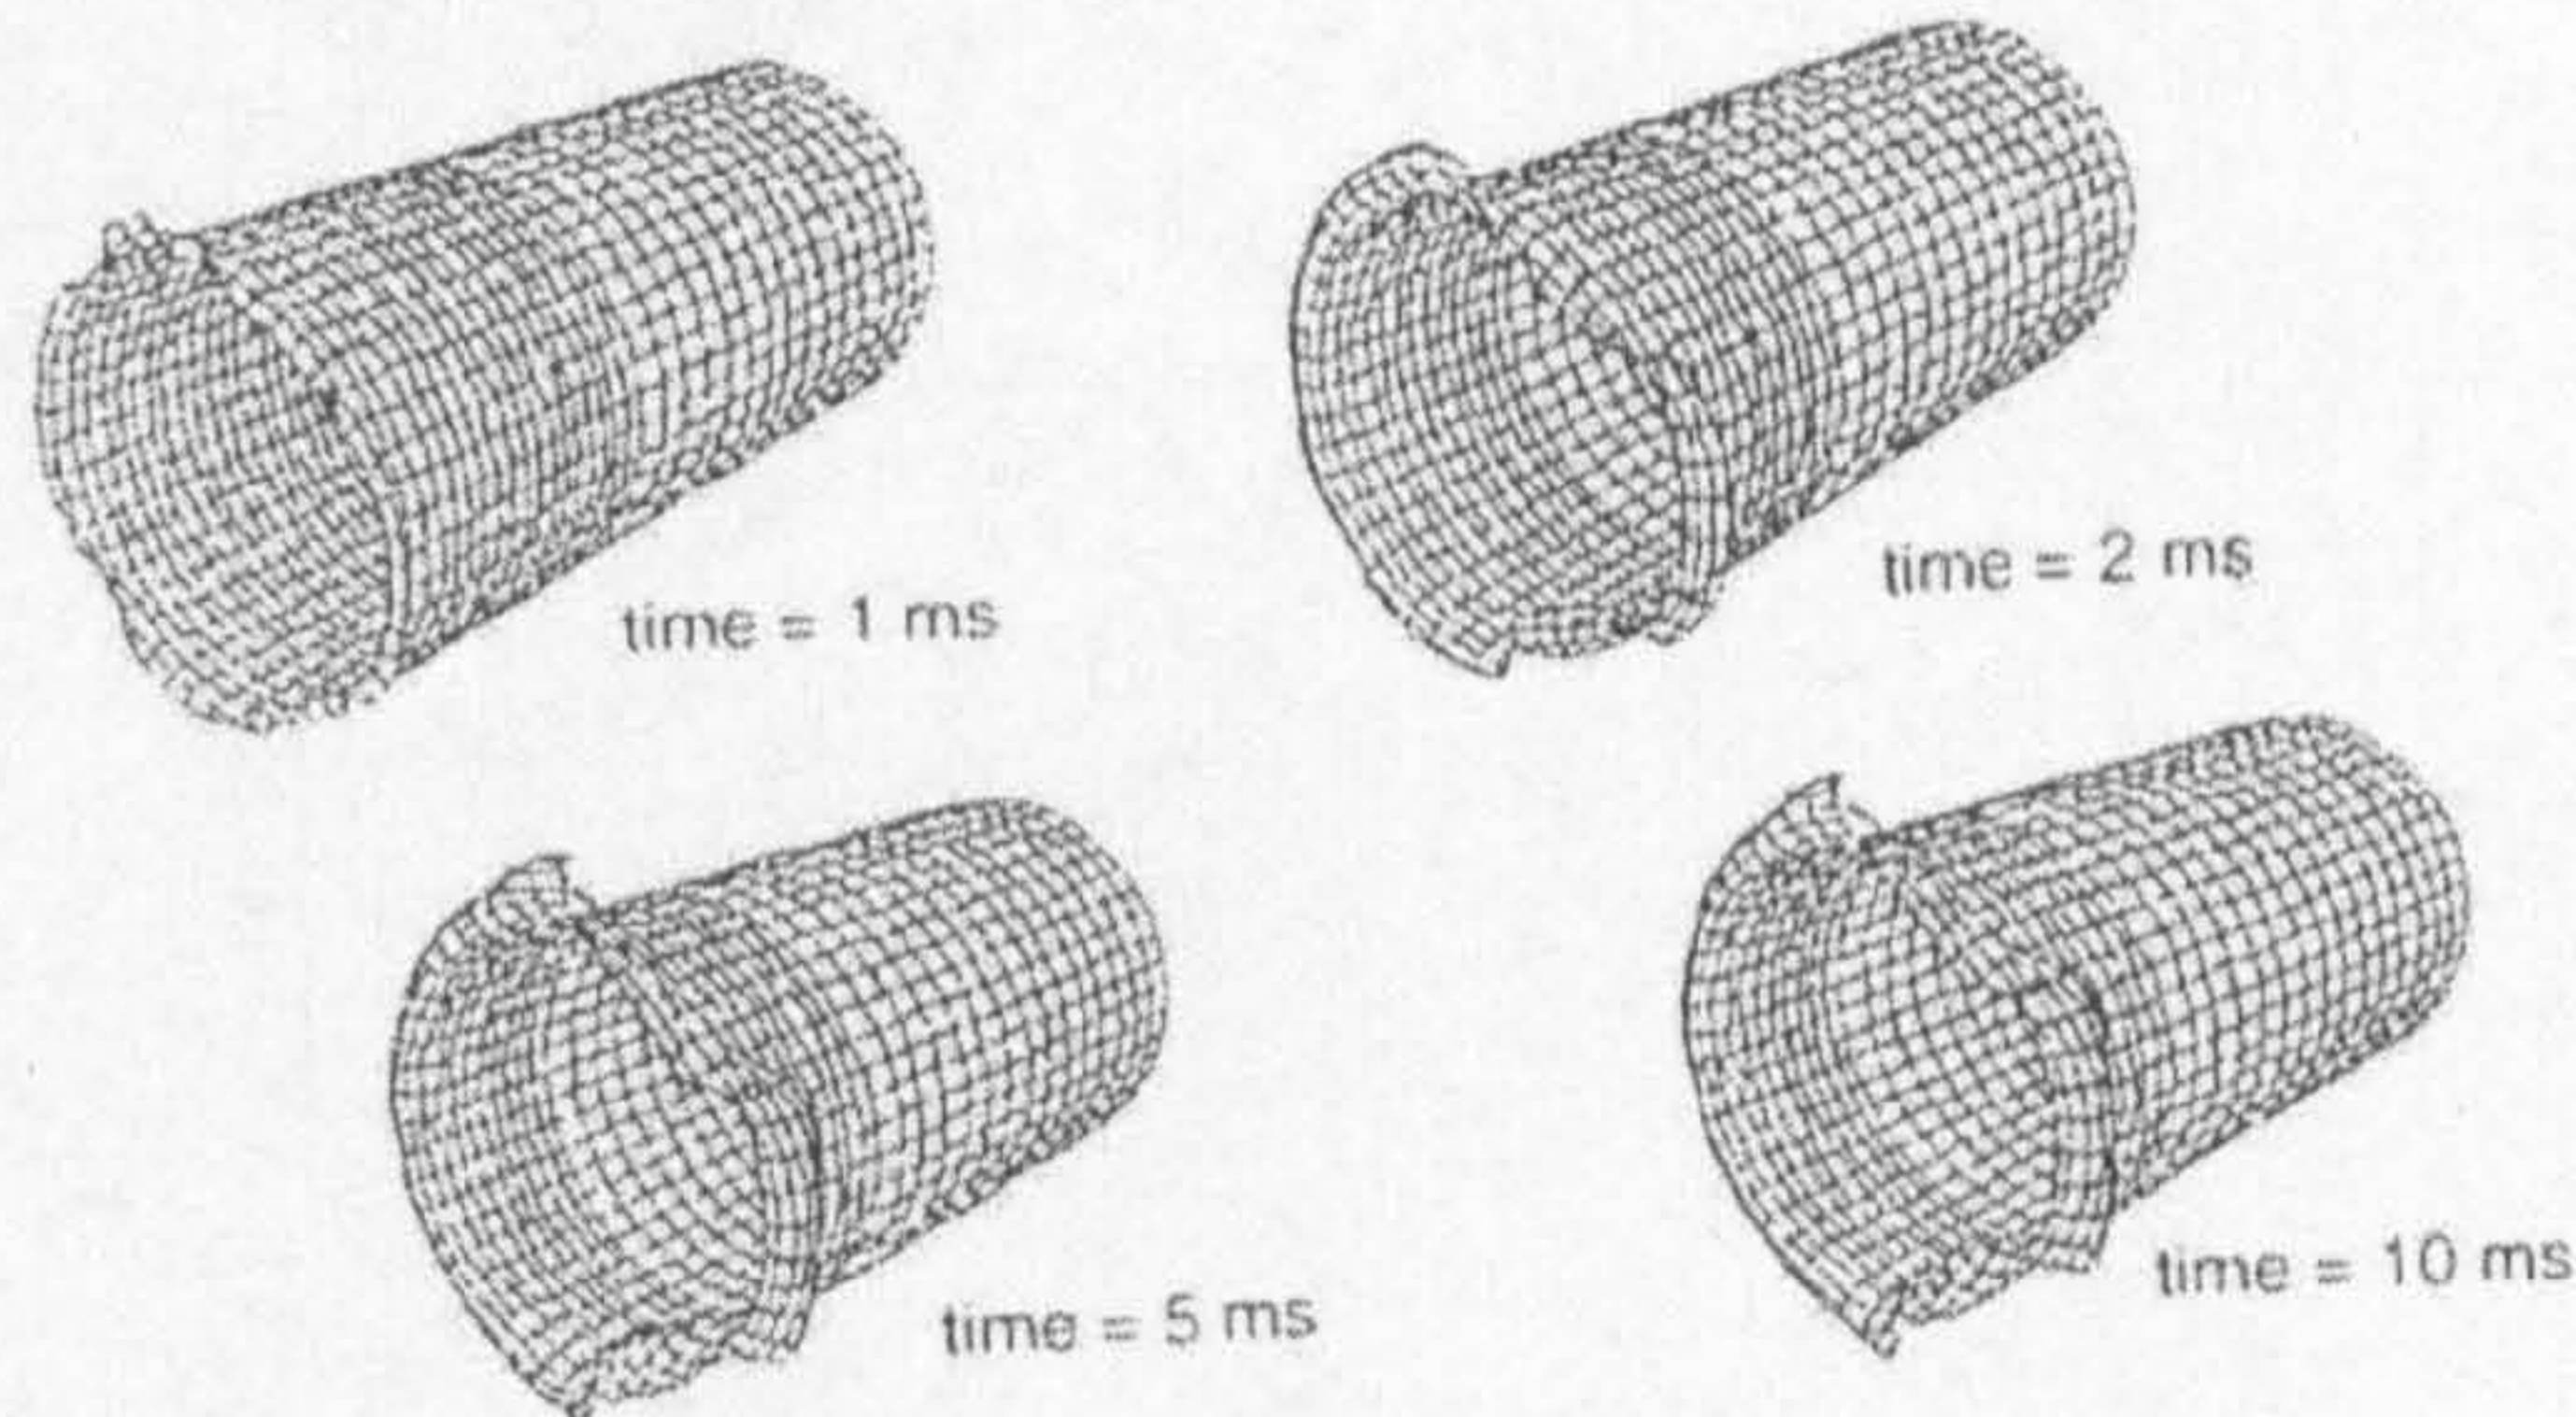 time = 1 ms
time = 2 ms
time = 5 ms
time = 10 ms